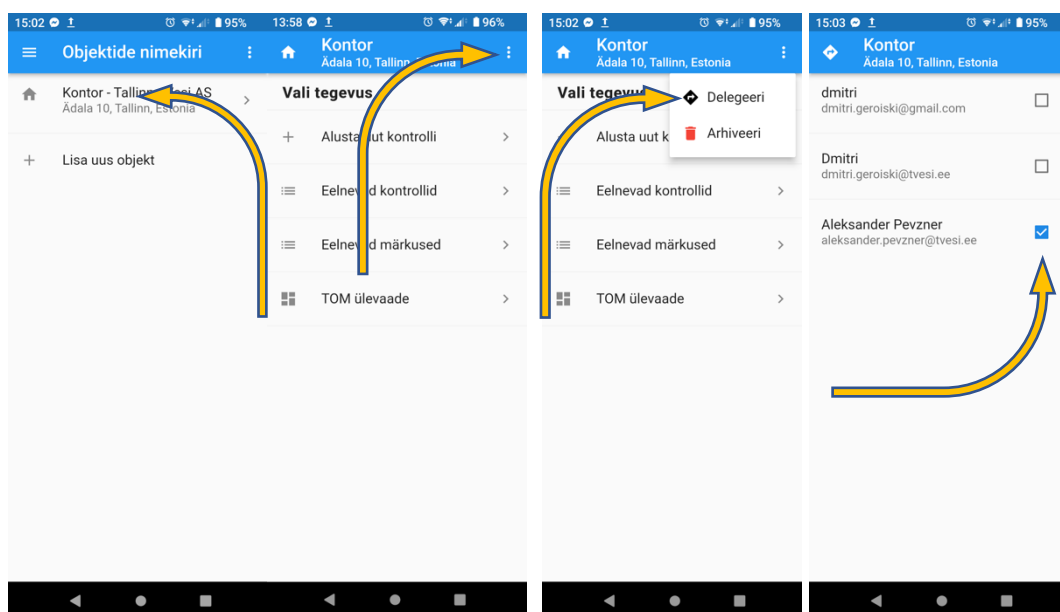 15:02 95%
Objektide nimekiri
Kontor - Tallinna Vesi AS
Ädala 10, Tallinn, Estonia
Lisa uus objekt
13:58 96%
Kontor
Ädala 10, Tallinn, Estonia
Vali tegevus
Alusta uut kontrolli
Eelnevad kontrollid
Eelnevad märkused
TOM ülevaade
15:02 95%
Kontor
Ädala 10, Tallinn, Estonia
Vali tegevus
Delegeeri
Arhiveeri
Alusta uut k
Eelnevad kontrollid
Eelnevad märkused
TOM ülevaade
15:03 95%
Kontor
Ädala 10, Tallinn, Estonia
dmitri
dmitri.geroiski@gmail.com
Dmitri
dmitri.geroiski@tvesi.ee
Aleksander Pevzner
aleksander.pevzner@tvesi.ee